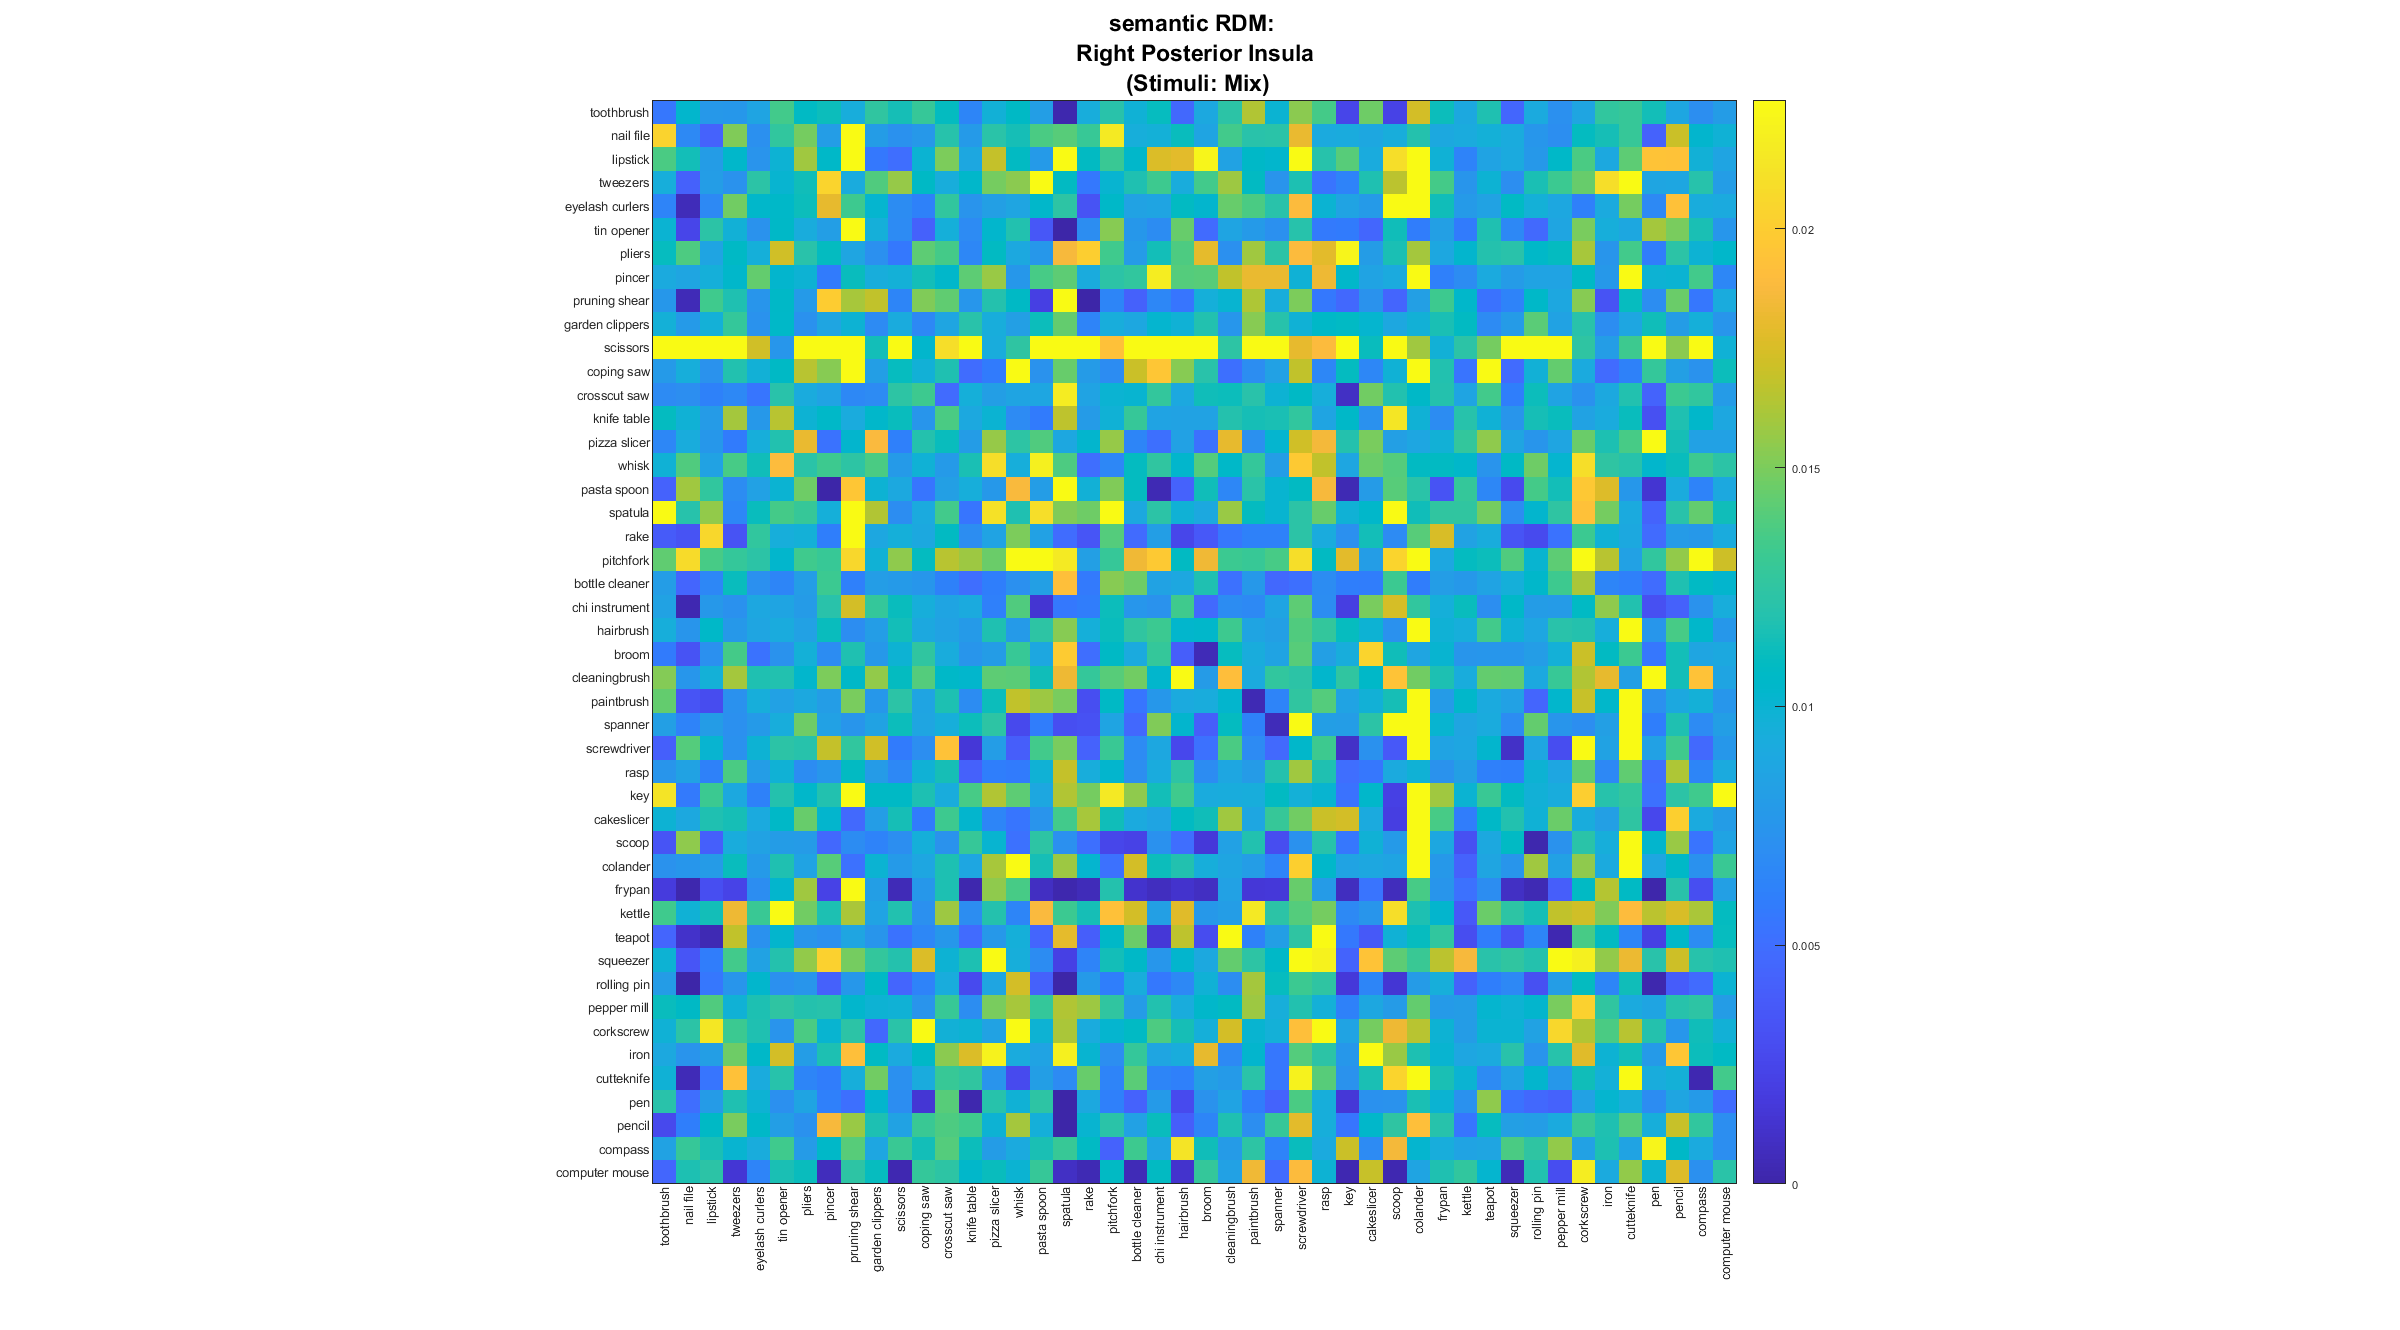 semantic RDM:
Right Posterior Insula
(Stimuli: Mix)
toothbrush
nail file
lipstick
tweezers
eyelash curlers
tin opener
pliers
pincer
pruning shear
garden clippers
scissors
coping saw
crosscut saw
knife table
pizza slicer
whisk
pasta spoon
spatula
rake
pitchfork
bottle cleaner
chi instrument
hairbrush
broom
cleaningbrush
paintbrush
spanner
screwdriver
rasp
key
cakeslicer
scoop
colander
frypan
kettle
teapot
squeezer
rolling pin
pepper mill
corkscrew
iron
cutteknife
pen
pencil
compass
computer mouse
toothbrush
nail file
lipstick
tweezers
eyelash curlers
tin opener
pliers
pincer
pruning shear
garden clippers
scissors
coping saw
crosscut saw
knife table
pizza slicer
whisk
pasta spoon
spatula
rake
pitchfork
bottle cleaner
chi instrument
hairbrush
broom
cleaningbrush
paintbrush
spanner
screwdriver
rasp
key
cakeslicer
scoop
colander
frypan
kettle
teapot
squeezer
rolling pin
pepper mill
corkscrew
iron
cutteknife
pen
pencil
compass
computer mouse
0.02
0.015
0.01
0.005
0